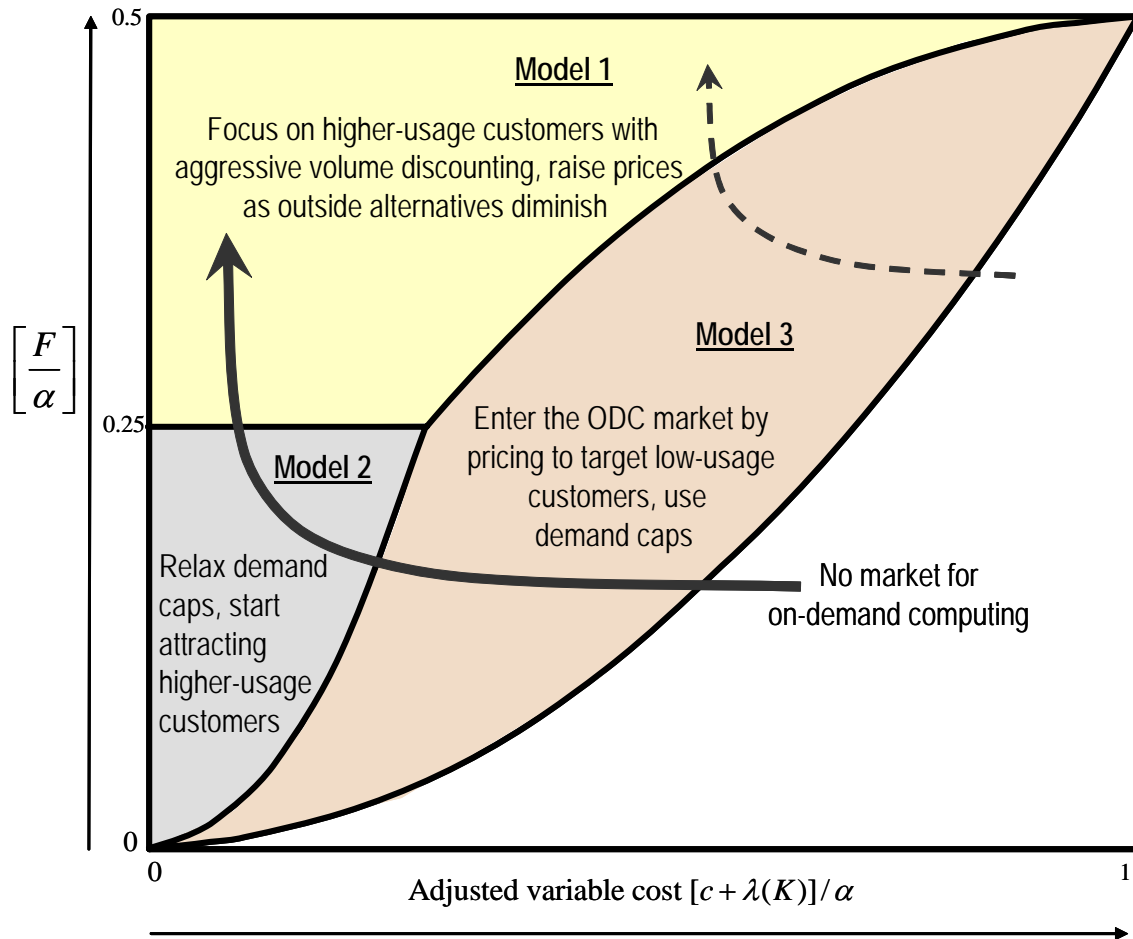 0.5
Model 1
Focus on higher-usage customers with
aggressive volume discounting, raise prices
as outside alternatives diminish
[F/α]
Model 3
0.25
Enter the ODC market by
pricing to target low-usage
customers, use
demand caps
Model 2
Relax demand
caps, start
attracting
higher-usage
customers
No market for
on-demand computing
0
0
1
Adjusted variable cost [c + λ(K)]/α